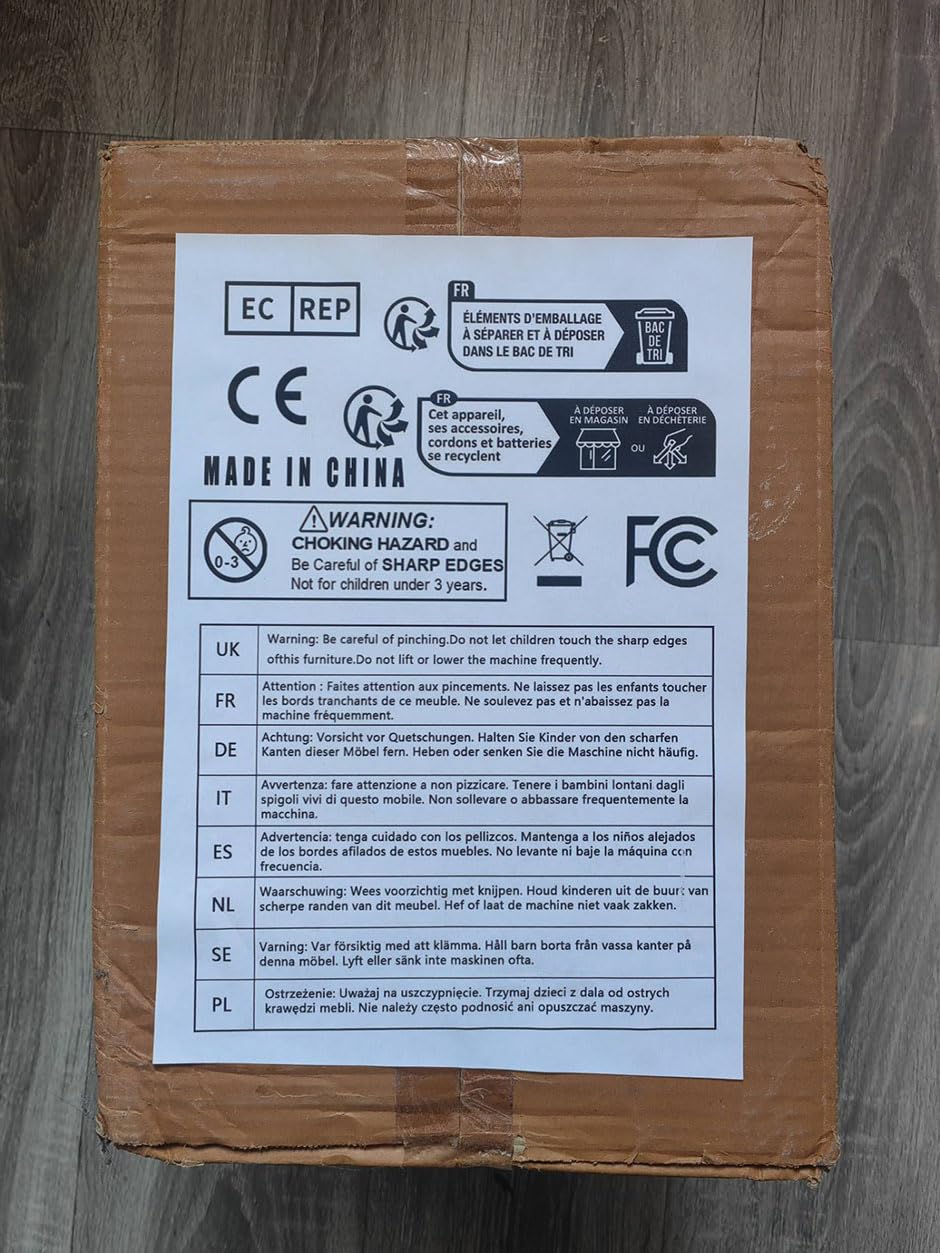 EC REP
FR
ÉLÉMENTS D'EMBALLAGE
À SÉPARER ET À DÉPOSER
DANS LE BAC DE TRI
BAC
DE
TRI
CE
FR
Cet appareil,
ses accessoires,
cordons et batteries
se recyclent
À DÉPOSER
EN MAGASIN
OU
À DÉPOSER
EN DÉCHÈTERIE
MADE IN CHINA
0-3
WARNING:
CHOKING HAZARD and
Be Careful of SHARP EDGES
Not for children under 3 years.
FCC
UK
Warning: Be careful of pinching.Do not let children touch the sharp edges
ofthis furniture.Do not lift or lower the machine frequently.
FR
Attention : Faites attention aux pincements. Ne laissez pas les enfants toucher
les bords tranchants de ce meuble. Ne soulevez pas et n'abaissez pas la
machine fréquemment.
DE
Achtung: Vorsicht vor Quetschungen. Halten Sie Kinder von den scharfen
Kanten dieser Möbel fern. Heben oder senken Sie die Maschine nicht häufig.
IT
Avvertenza: fare attenzione a non pizzicare. Tenere i bambini lontani dagli
spigoli vivi di questo mobile. Non sollevare o abbassare frequentemente la
macchina.
ES
Advertencia: tenga cuidado con los pellizcos. Mantenga a los niños alejados
de los bordes afilados de estos muebles. No levante ni baje la máquina con
frecuencia.
NL
Waarschuwing: Wees voorzichtig met knijpen. Houd kinderen uit de buurt van
scherpe randen van dit meubel. Hef of laat de machine niet vaak zakken.
SE
Varning: Var försiktig med att klämma. Håll barn borta från vassa kanter på
denna möbel. Lyft eller sänk inte maskinen ofta.
PL
Ostrzeżenie: Uważaj na uszczypnięcie. Trzymaj dzieci z dala od ostrych
krawędzi mebli. Nie należy często podnosić ani opuszczać maszyny.